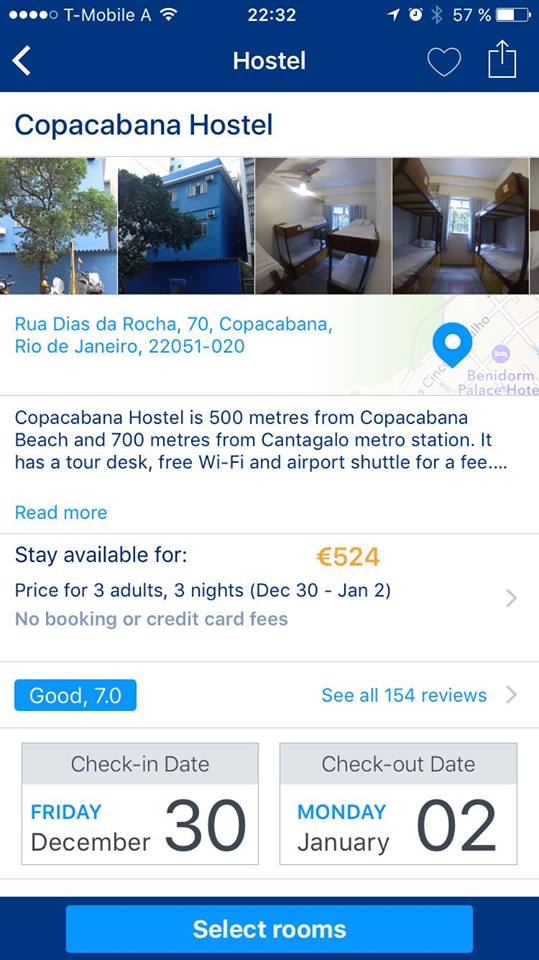 T-Mobile A 22:32 57 %
Hostel
Copacabana Hostel
Rua Dias da Rocha, 70, Copacabana,
Rio de Janeiro, 22051-020
Benidorm
Palace Hote
Copacabana Hostel is 500 metres from Copacabana
Beach and 700 metres from Cantagalo metro station. It
has a tour desk, free Wi-Fi and airport shuttle for a fee....
Read more
Stay available for: €524
Price for 3 adults, 3 nights (Dec 30 - Jan 2)
No booking or credit card fees
Good, 7.0 See all 154 reviews
Check-in Date
FRIDAY
December 30
Check-out Date
MONDAY
January 02
Select rooms